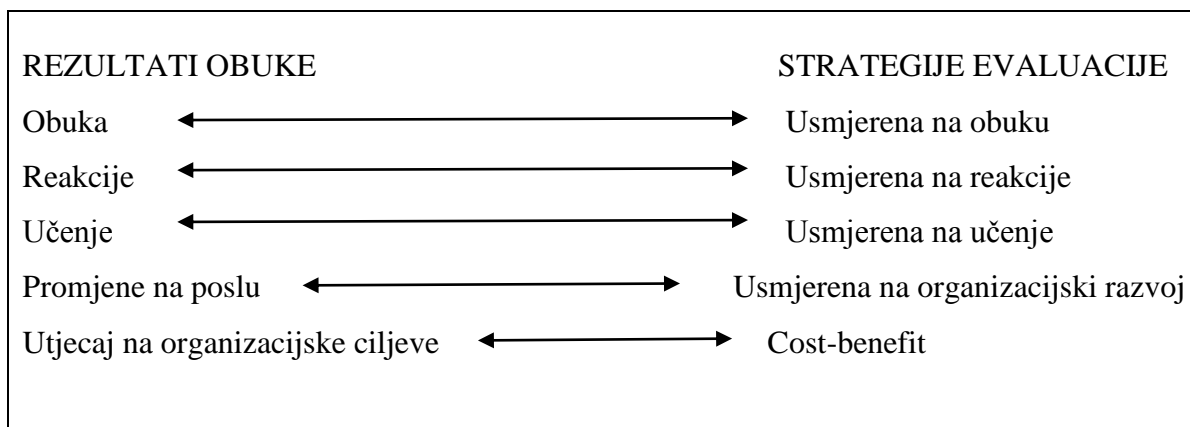 REZULTATI OBUKE STRATEGIJE EVALUACIJE
Obuka Usmjerena na obuku
Reakcije Usmjerena na reakcije
Učenje Usmjerena na učenje
Promjene na poslu Usmjerena na organizacijski razvoj
Utjecaj na organizacijske ciljeve Cost-benefit